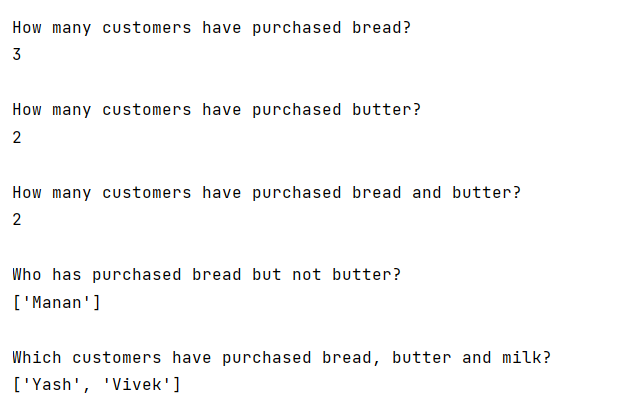 How many customers have purchased bread?
3
How many customers have purchased butter?
2
How many customers have purchased bread and butter?
2
Who has purchased bread but not butter?
['Manan']
Which customers have purchased bread, butter and milk?
['Yash', 'Vivek']